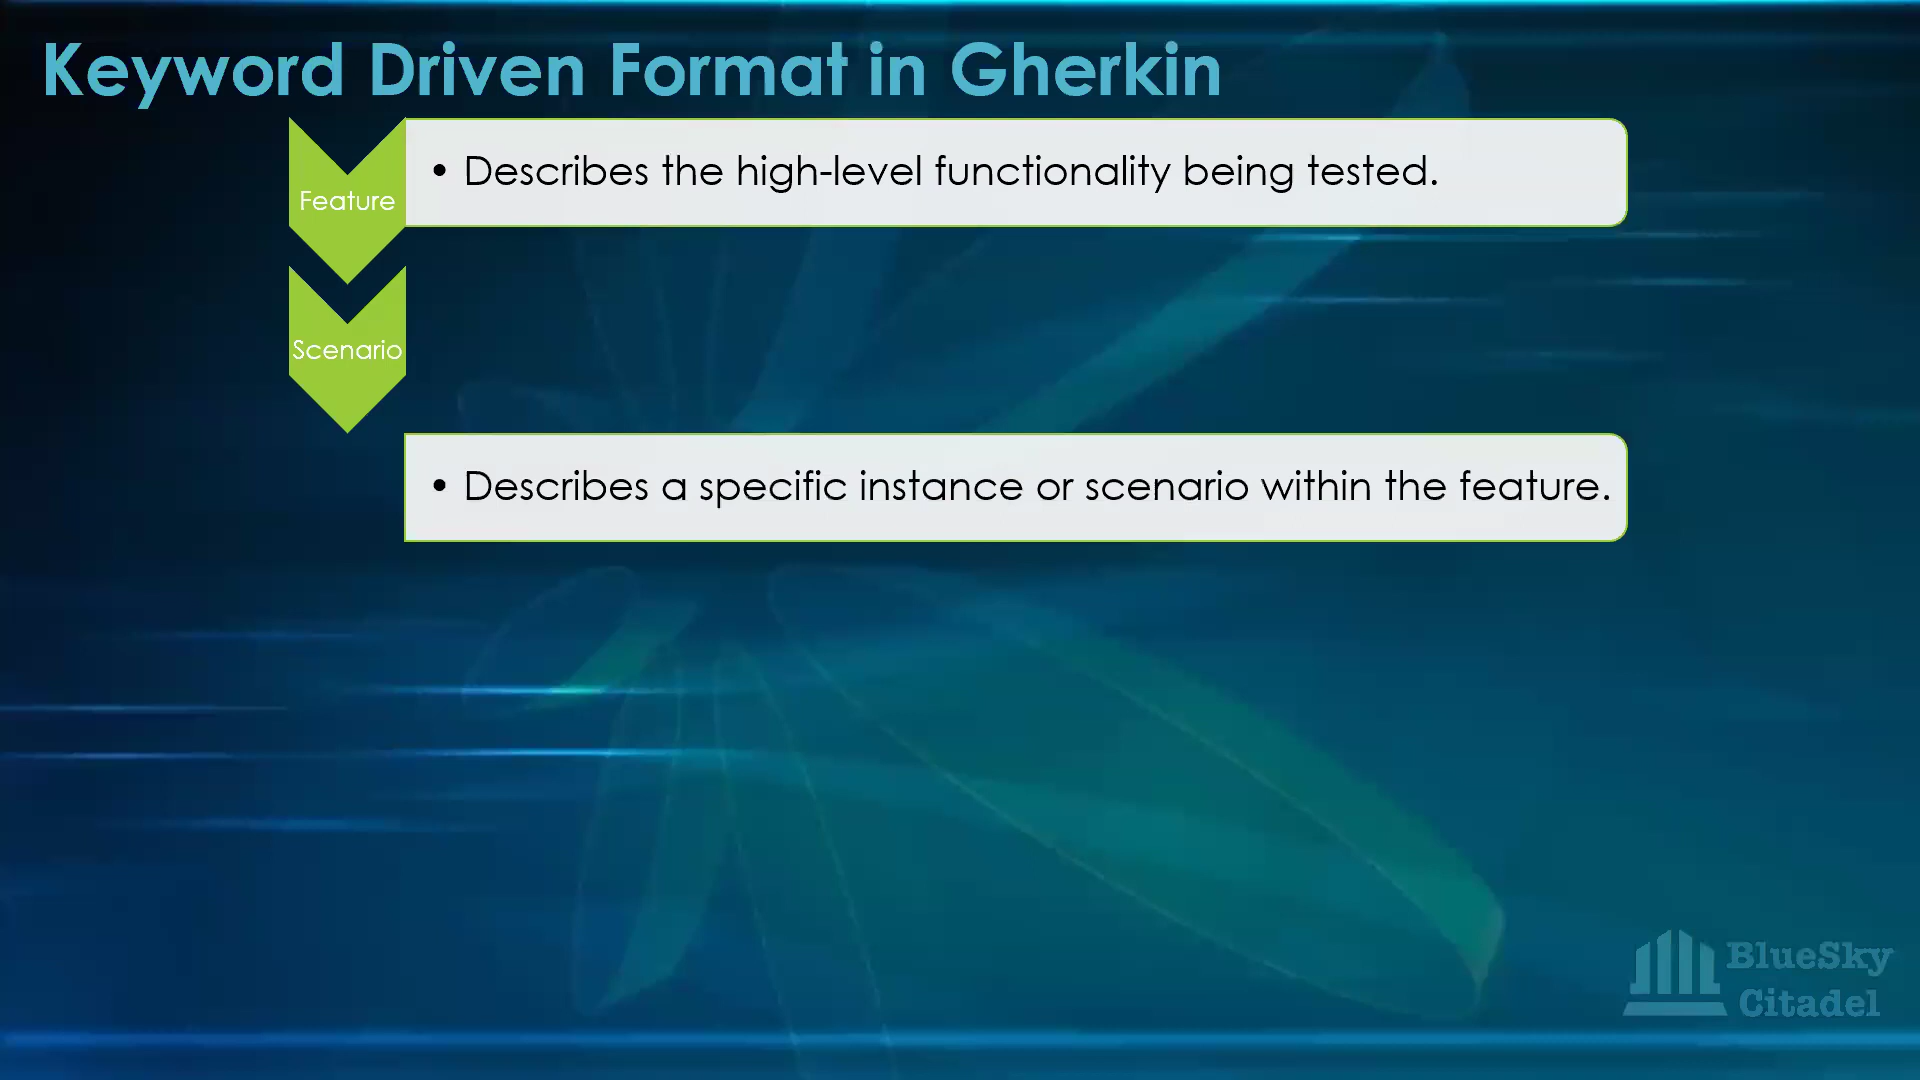 Keyword Driven Format in Gherkin
Feature
• Describes the high-level functionality being tested.
Scenario
• Describes a specific instance or scenario within the feature.
BlueSky
Citadel